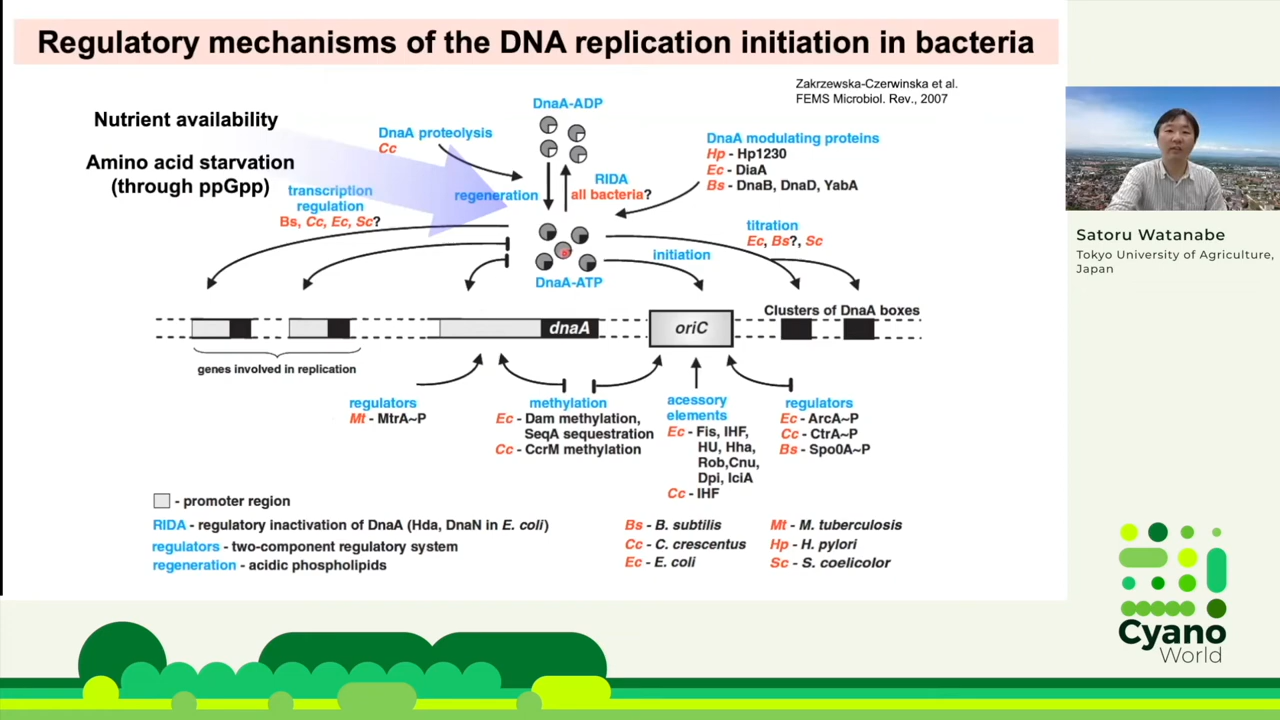 Regulatory mechanisms of the DNA replication initiation in bacteria
Zakrzewska-Czerwinska et al.
FEMS Microbiol. Rev., 2007
Nutrient availability
Amino acid starvation
(through ppGpp)
DnaA-ADP
DnaA proteolysis
Cc
DnaA modulating proteins
Hp - Hp1230
Ec - DiaA
Bs - DnaB, DnaD, YabA
transcription
regulation
Bs, Cc, Ec, Sc?
regeneration
RIDA
all bacteria?
titration
Ec, Bs?, Sc
initiation
DnaA-ATP
Clusters of DnaA boxes
dnaA
oriC
genes involved in replication
regulators
Mt - MtrA~P
methylation
Ec - Dam methylation,
SeqA sequestration
Cc - CcrM methylation
acessory
elements
Ec - Fis, IHF,
HU, Hha,
Rob,Cnu,
Dpi, IciA
Cc - IHF
regulators
Ec - ArcA~P
Cc - CtrA~P
Bs - Spo0A~P
- promoter region
RIDA - regulatory inactivation of DnaA (Hda, DnaN in E. coli)
regulators - two-component regulatory system
regeneration - acidic phospholipids
Bs - B. subtilis
Cc - C. crescentus
Ec - E. coli
Mt - M. tuberculosis
Hp - H. pylori
Sc - S. coelicolor
Satoru Watanabe
Tokyo University of Agriculture,
Japan
Cyano
World